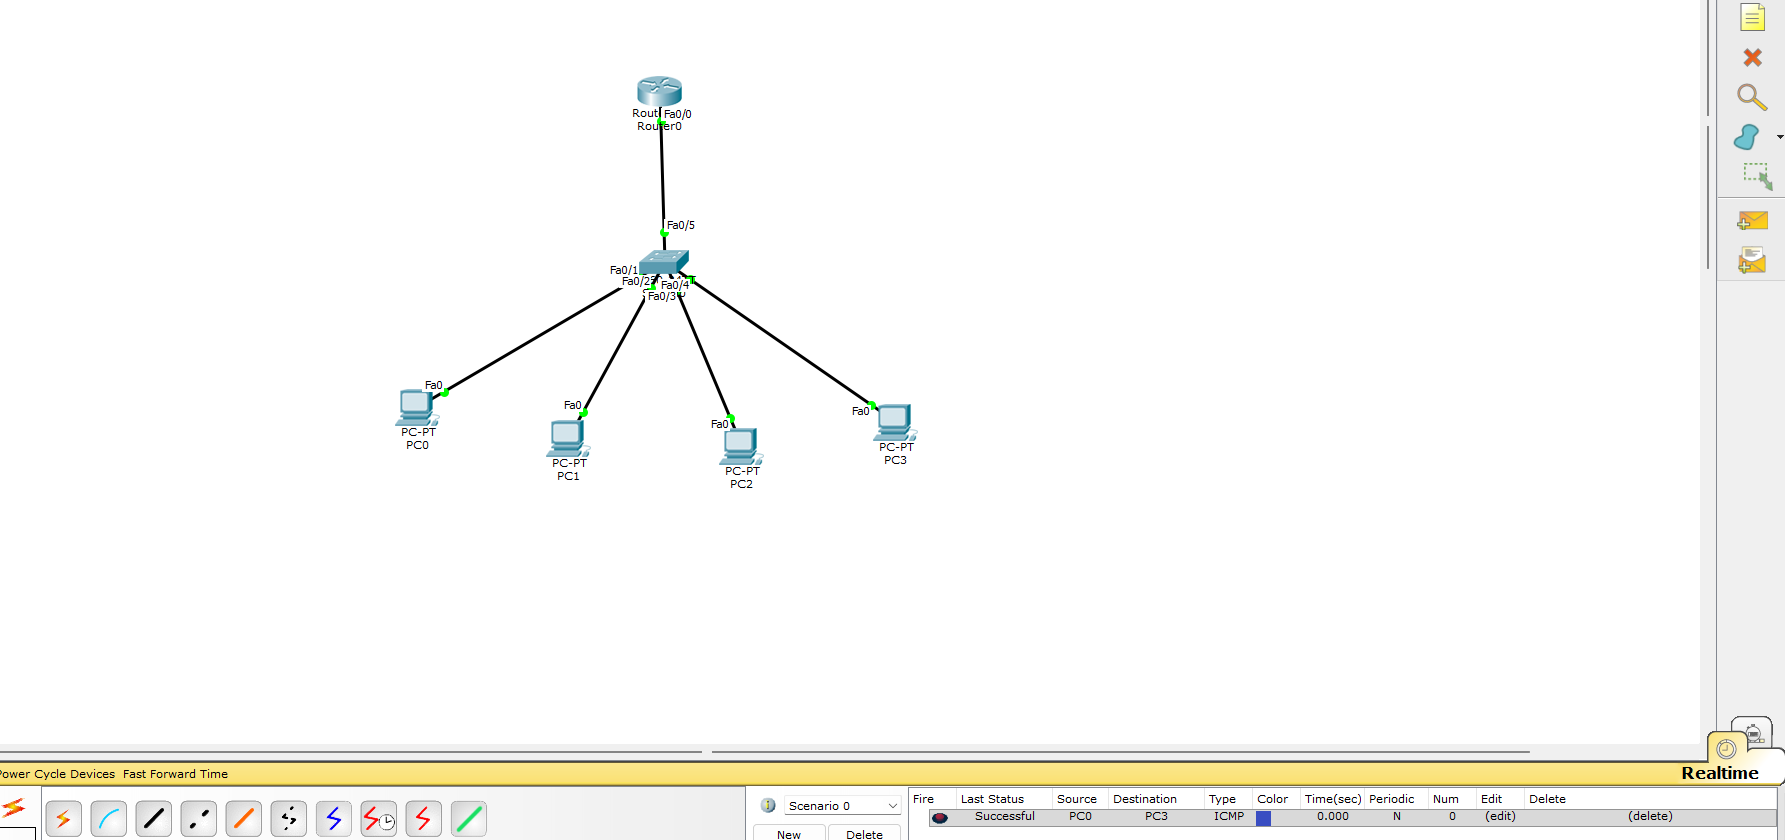 Rout Fa0/0
Router0
Fa0/5
Fa0/1
Fa0/2
Fa0/4
Fa0/3
Fa0
PC-PT
PC0
Fa0
PC-PT
PC1
Fa0
PC-PT
PC2
Fa0
PC-PT
PC3
Realtime
Power Cycle Devices Fast Forward Time
Scenario 0
New Delete
Fire Last Status Source Destination Type Color Time(sec) Periodic Num Edit Delete
Successful PC0 PC3 ICMP 0.000 N 0 (edit) (delete)